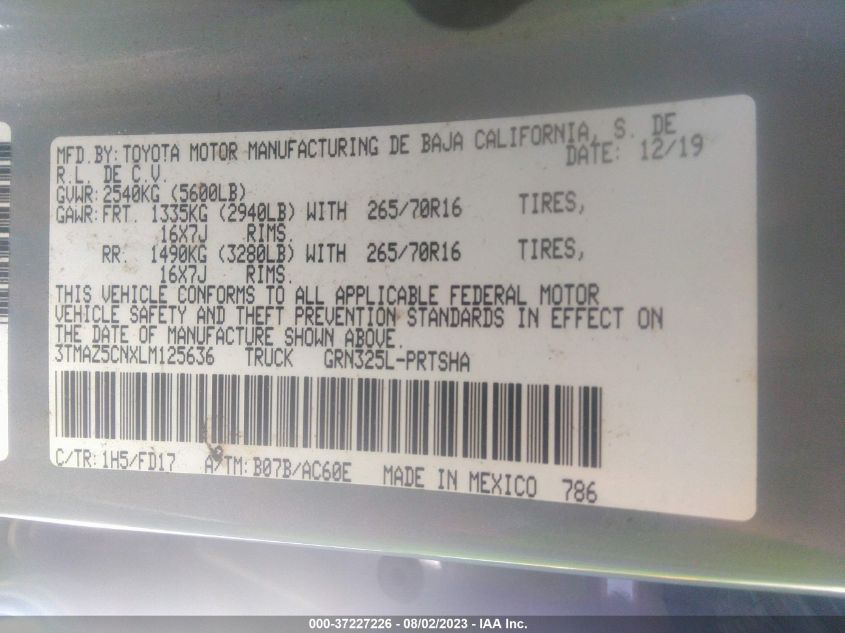 MFD.BY:TOYOTA MOTOR MANUFACTURING DE BAJA CALIFORNIA, S. DE
R.L. DE C.V. DATE: 12/19
GVWR:2540KG (5600LB)
GAWR:FRT. 1335KG (2940LB) WITH 265/70R16 TIRES,
16X7J RIMS.
RR. 1490KG (3280LB) WITH 265/70R16 TIRES,
16X7J RIMS.
THIS VEHICLE CONFORMS TO ALL APPLICABLE FEDERAL MOTOR
VEHICLE SAFETY AND THEFT PREVENTION STANDARDS IN EFFECT ON
THE DATE OF MANUFACTURE SHOWN ABOVE.
3TMAZ5CNXLM125636 TRUCK GRN325L-PRTSHA
C/TR:1H5/FD17 A/TM:B07B/AC60E MADE IN MEXICO 786
000-37227226 - 08/02/2023 - IAA Inc.